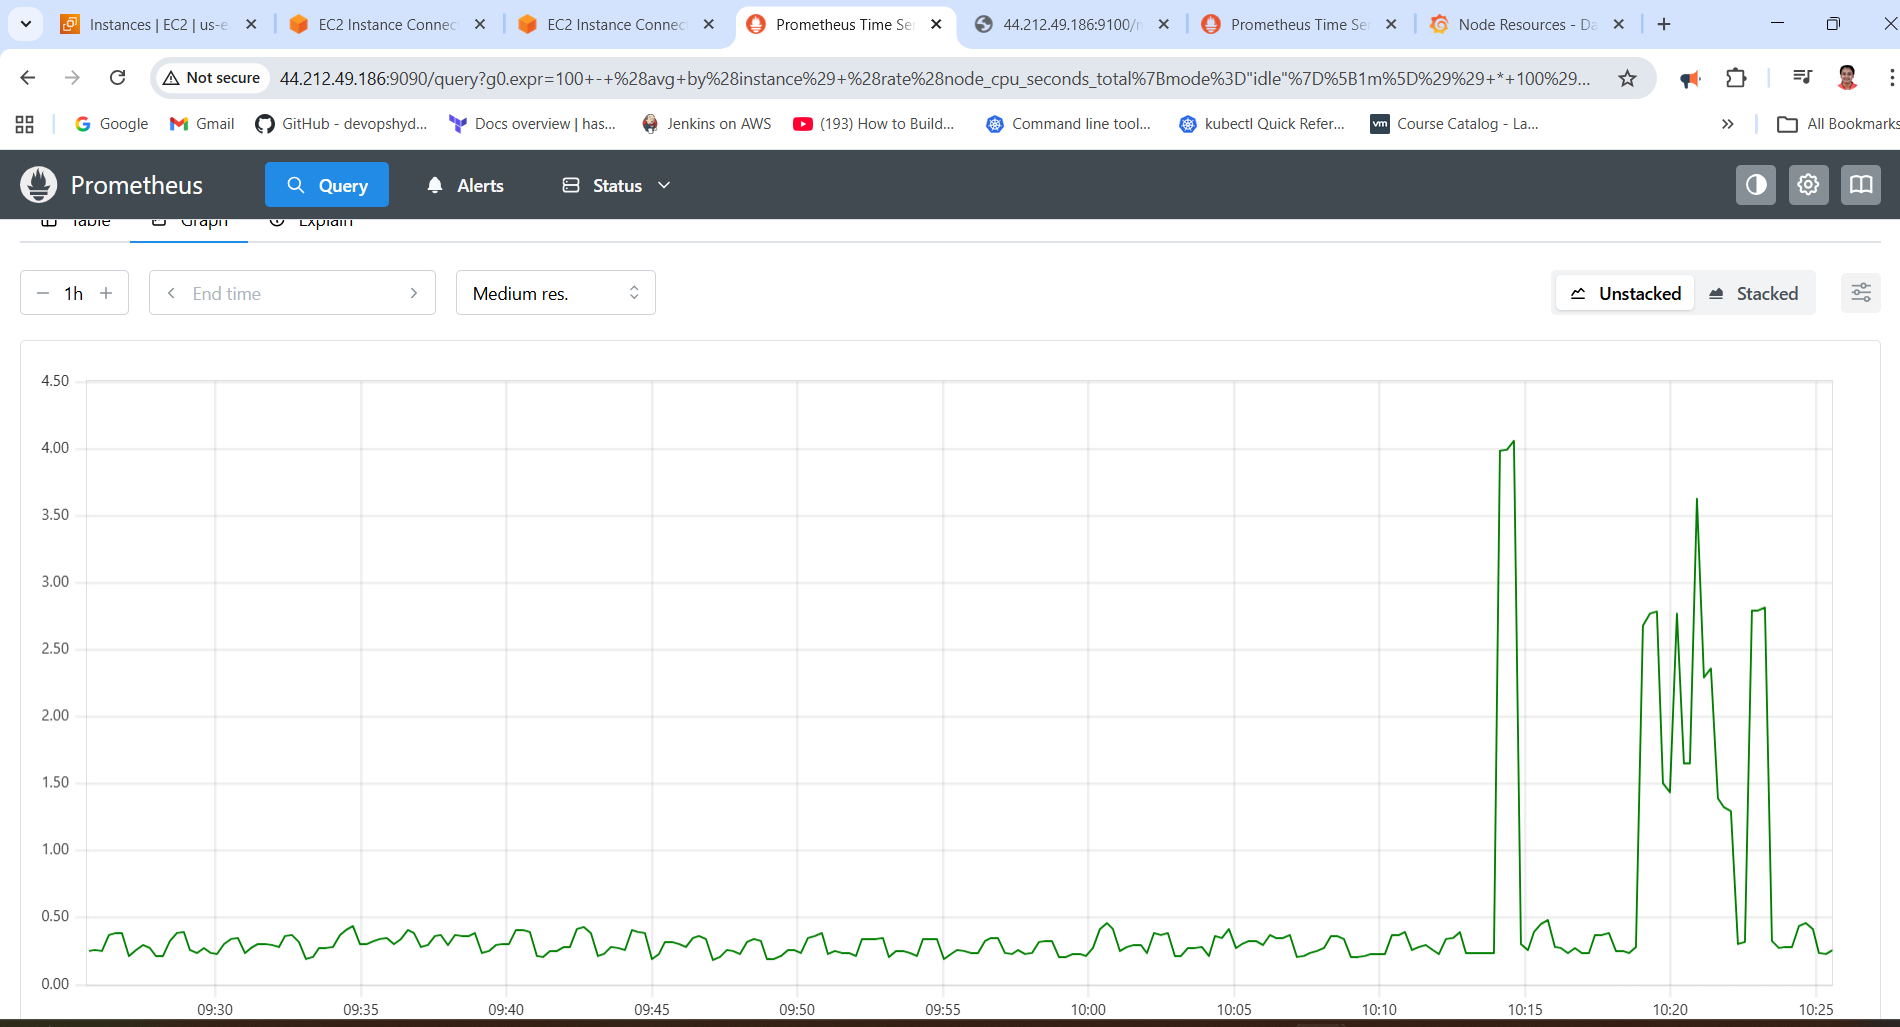 Instances | EC2 | us-e
EC2 Instance Connec
EC2 Instance Connec
Prometheus Time Se
44.212.49.186:9100/m
Prometheus Time Se
Node Resources - Da
Not secure
44.212.49.186:9090/query?g0.expr=100+-+%28avg+by%28instance%29+%28rate%28node_cpu_seconds_total%7Bmode%3D"idle"%7D%5B1m%5D%29%29+*+100%29...
Google
Gmail
GitHub - devopshyd...
Docs overview | has...
Jenkins on AWS
(193) How to Build...
Command line tool...
kubectl Quick Refer...
vm
Course Catalog - La...
All Bookmarks
Prometheus
Query
Alerts
Status
Table
Graph
Explain
1h
End time
Medium res.
Unstacked
Stacked
4.50
4.00
3.50
3.00
2.50
2.00
1.50
1.00
0.50
0.00
09:30 09:35 09:40 09:45 09:50 09:55 10:00 10:05 10:10 10:15 10:20 10:25